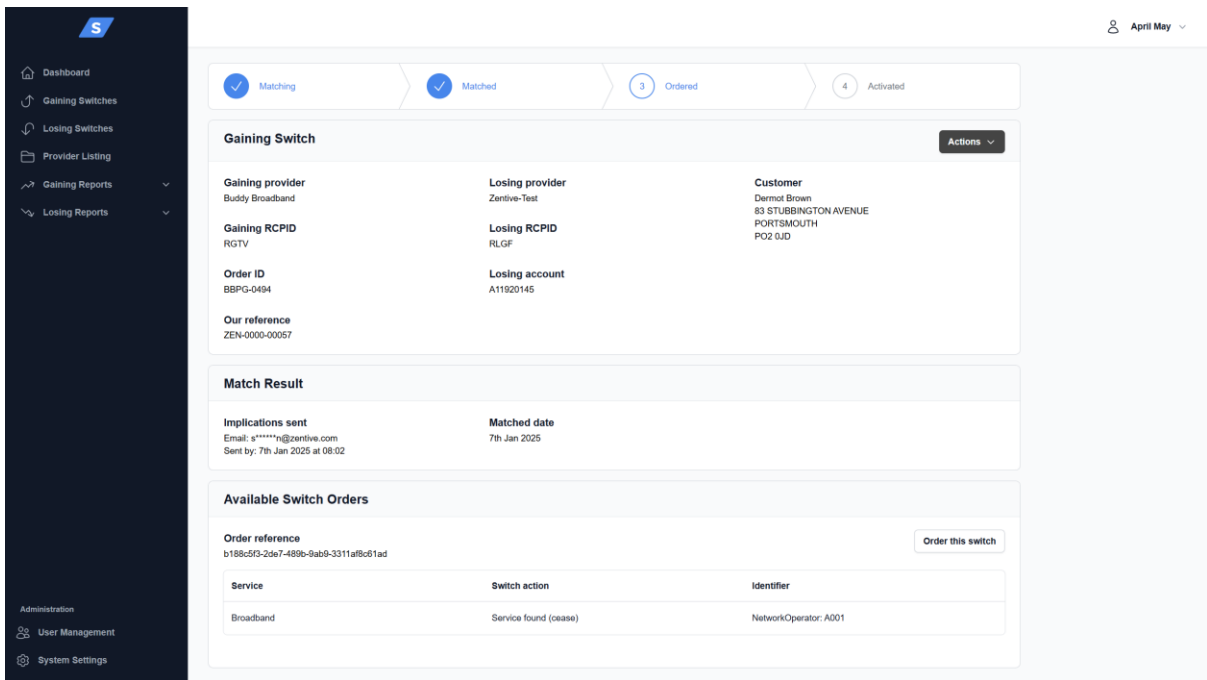 S
April May
Dashboard
Gaining Switches
Losing Switches
Provider Listing
Gaining Reports
Losing Reports
Administration
User Management
System Settings
Matching
Matched
3 Ordered
4 Activated
Gaining Switch
Actions
Gaining provider
Buddy Broadband
Gaining RCPID
RGTV
Order ID
BBPG-0494
Our reference
ZEN-0000-00057
Losing provider
Zentive-Test
Losing RCPID
RLGF
Losing account
A11920145
Customer
Dermot Brown
83 STUBBINGTON AVENUE
PORTSMOUTH
PO2 0JD
Match Result
Implications sent
Email: s******n@zentive.com
Sent by: 7th Jan 2025 at 08:02
Matched date
7th Jan 2025
Available Switch Orders
Order reference
b188c5f3-2de7-489b-9ab9-3311af8c61ad
Order this switch
Service Switch action Identifier
Broadband Service found (cease) NetworkOperator: A001